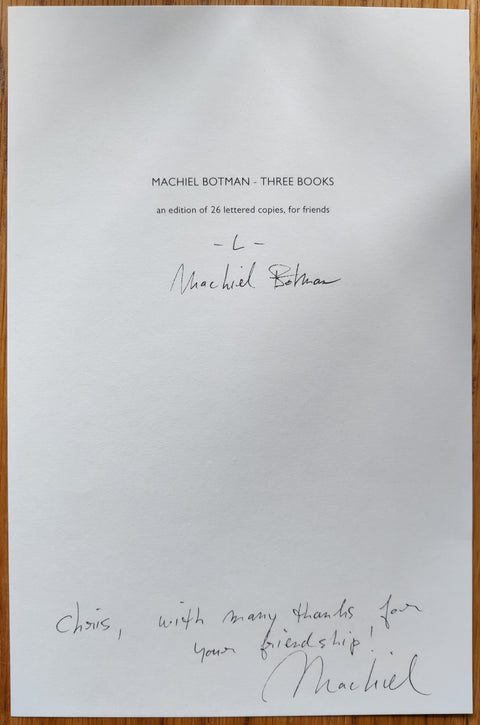 MACHIEL BOTMAN - THREE BOOKS
an edition of 26 lettered copies, for friends
- L -
Machiel Botman
Chris, with many thanks for
your friendship!
Machiel